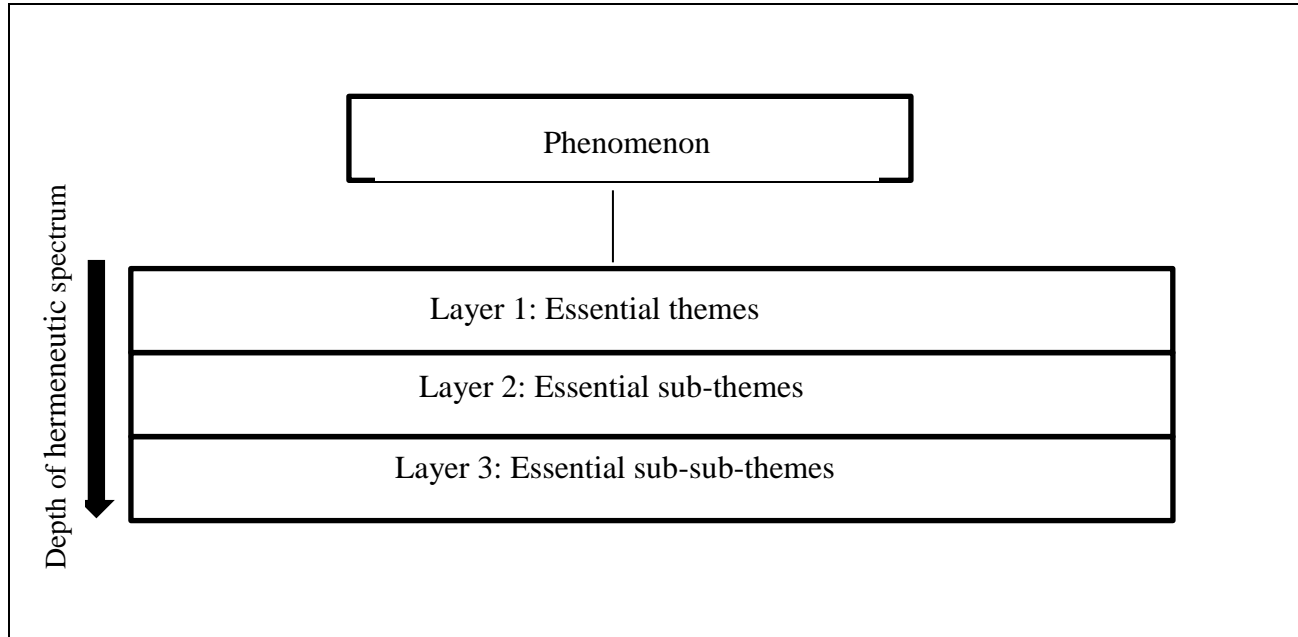 Phenomenon
Depth of hermeneutic spectrum
Layer 1: Essential themes
Layer 2: Essential sub-themes
Layer 3: Essential sub-sub-themes